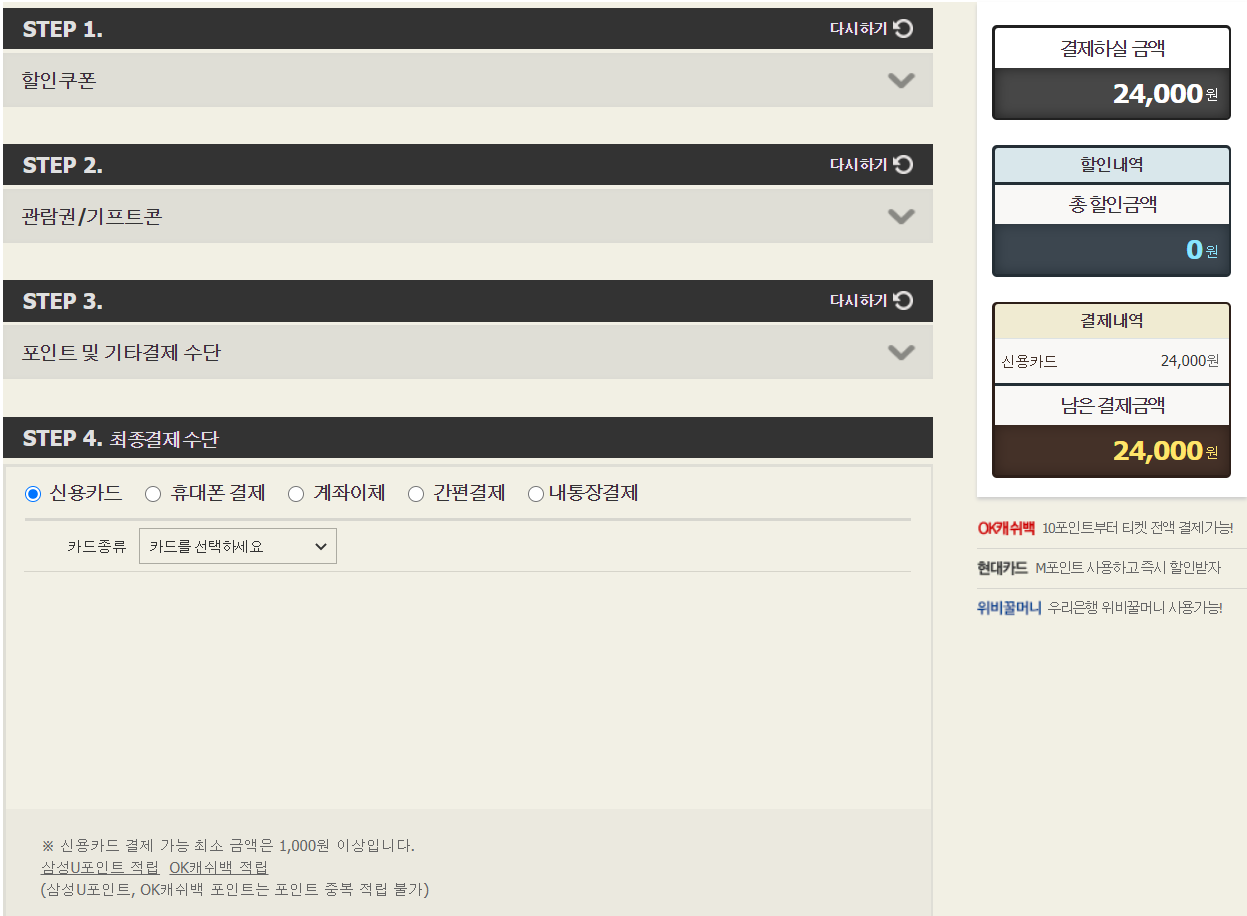 STEP 1. 다시하기
할인쿠폰
STEP 2. 다시하기
관람권/기프트콘
STEP 3. 다시하기
포인트 및 기타결제 수단
STEP 4. 최종결제수단
신용카드 휴대폰 결제 계좌이체 간편결제 내통장결제
카드종류 카드를 선택하세요
※ 신용카드 결제 가능 최소 금액은 1,000원 이상입니다.
삼성U포인트 적립 OK캐쉬백 적립
(삼성U포인트, OK캐쉬백 포인트는 포인트 중복 적립 불가)
결제하실 금액
24,000원
할인내역
총 할인금액
0원
결제내역
신용카드 24,000원
남은 결제금액
24,000원
OK캐쉬백 10포인트부터 티켓 전액 결제가능!
현대카드 M포인트 사용하고 즉시 할인받자
위비꿀머니 우리은행 위비꿀머니 사용가능!